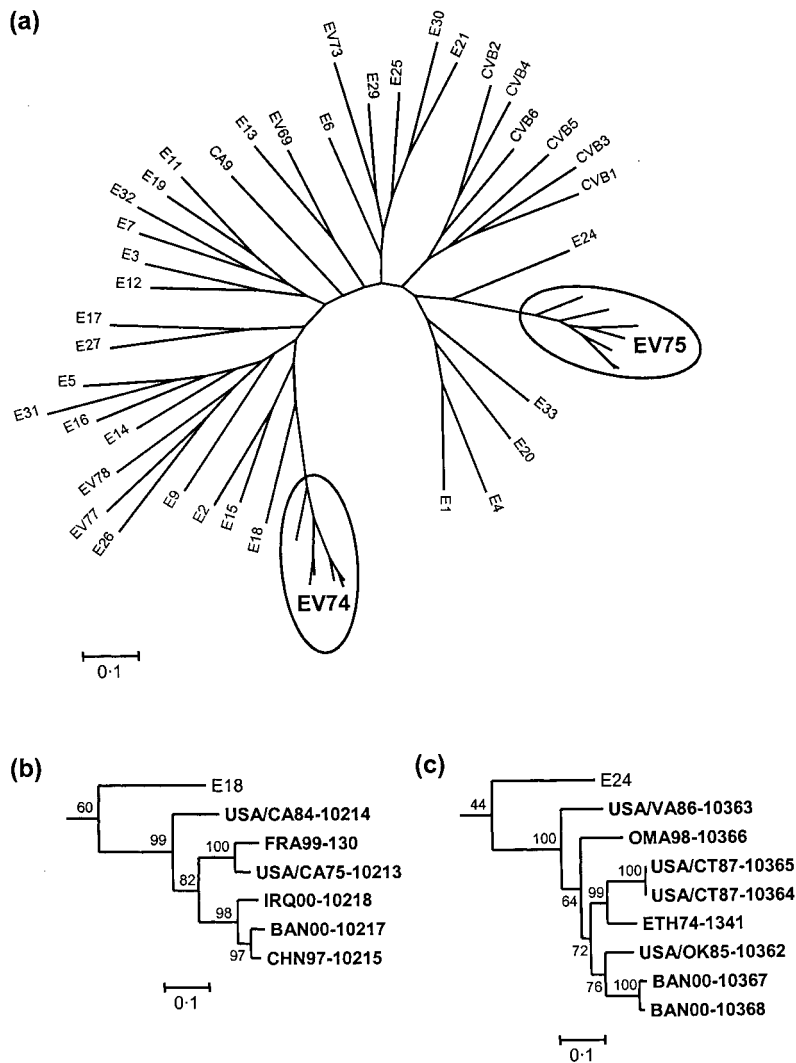 (a)
EV73
E29
E25
E30
E21
CVB2
CVB4
CVB6
CVB5
CVB3
CVB1
E24
EV75
E33
E20
E4
E1
EV74
E18
E15
E2
E9
E26
EV77
EV78
E14
E16
E31
E5
E27
E17
E12
E3
E7
E32
E19
E11
CA9
E13
EV69
E6
0·1
(b)
60
E18
99
USA/CA84-10214
82
100
FRA99-130
USA/CA75-10213
98
IRQ00-10218
97
BAN00-10217
CHN97-10215
0·1
(c)
44
E24
100
USA/VA86-10363
64
OMA98-10366
72
99
100
USA/CT87-10365
USA/CT87-10364
ETH74-1341
76
USA/OK85-10362
100
BAN00-10367
BAN00-10368
0·1